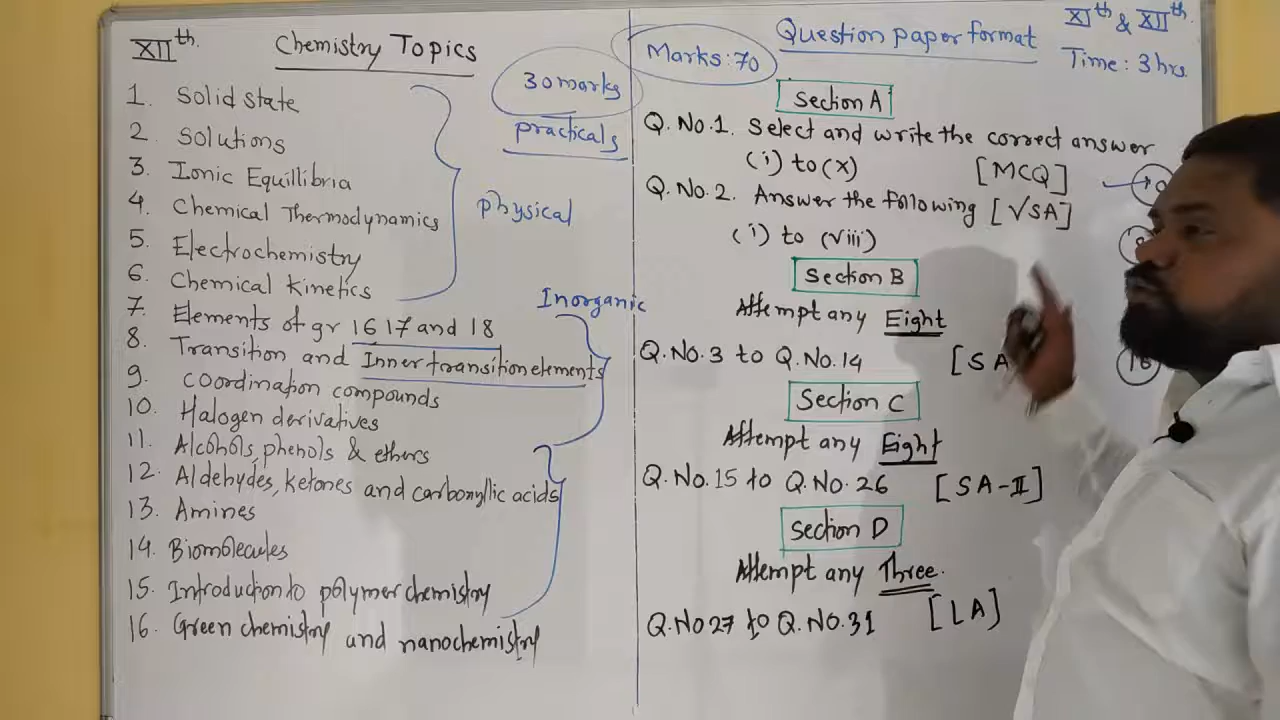 XIIth.
Chemistry Topics
1. Solid state
2. Solutions
3. Ionic Equillibria
4. Chemical Thermodynamics
5. Electrochemistry
6. Chemical kinetics
7. Elements of gr 16 17 and 18
8. Transition and Inner transition elements
9. coordination compounds
10. Halogen derivatives
11. Alcohols, phenols & ethers
12. Aldehydes, ketones and carboxyllic acids
13. Amines
14. Biomolecules
15. Introduction to polymer chemistry
16. Green chemistry and nanochemistry
30 marks
practicals
physical
Inorganic
Marks: 70
Question paper format
XIth & XIIth.
Time: 3 hrs.
Section A
Q. No. 1. Select and write the correct answer
(i) to (x) [MCQ]
Q. No. 2. Answer the following [VSA]
(i) to (viii)
Section B
Attempt any Eight
Q. No. 3 to Q. No. 14 [SA
16
Section C
Attempt any Eight
Q. No. 15 to Q. No. 26 [SA-II]
Section D
Attempt any Three.
Q. No 27 to Q. No. 31 [LA]